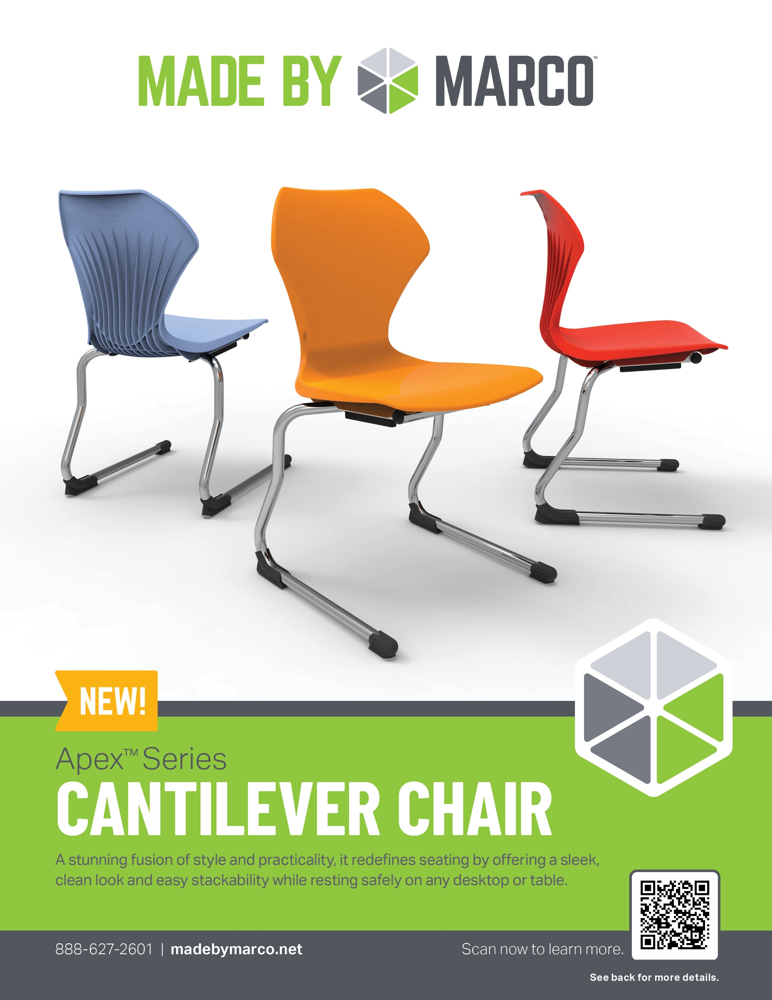 MADE BY MARCO™
MARCO
NEW!
Apex™ Series
CANTILEVER CHAIR
A stunning fusion of style and practicality, it redefines seating by offering a sleek,
clean look and easy stackability while resting safely on any desktop or table.
888-627-2601 | madebymarco.net
Scan now to learn more.
See back for more details.